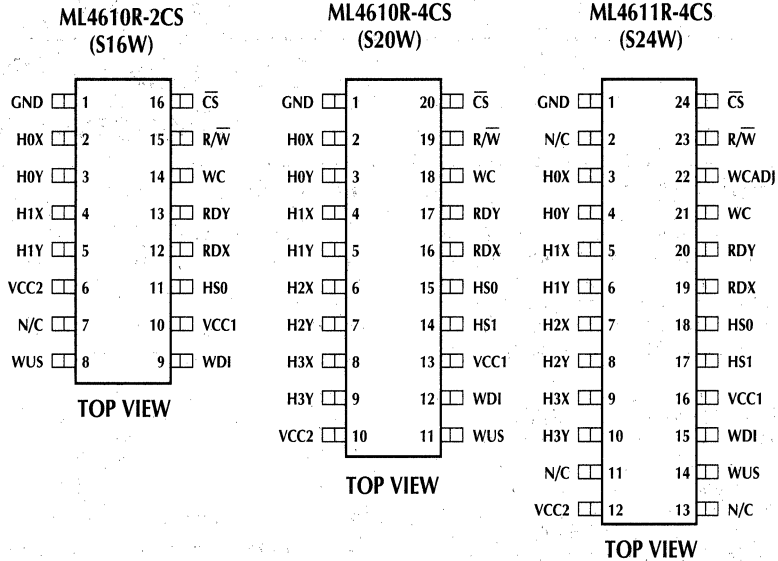 ML4610R-2CS
(S16W)
GND 1 16 C̅S̅
H0X 2 15 R/W̅
H0Y 3 14 WC
H1X 4 13 RDY
H1Y 5 12 RDX
VCC2 6 11 HS0
N/C 7 10 VCC1
WUS 8 9 WDI
TOP VIEW
ML4610R-4CS
(S20W)
GND 1 20 C̅S̅
H0X 2 19 R/W̅
H0Y 3 18 WC
H1X 4 17 RDY
H1Y 5 16 RDX
H2X 6 15 HS0
H2Y 7 14 HS1
H3X 8 13 VCC1
H3Y 9 12 WDI
VCC2 10 11 WUS
TOP VIEW
ML4611R-4CS
(S24W)
GND 1 24 C̅S̅
N/C 2 23 R/W̅
H0X 3 22 WCADJ
H0Y 4 21 WC
H1X 5 20 RDY
H1Y 6 19 RDX
H2X 7 18 HS0
H2Y 8 17 HS1
H3X 9 16 VCC1
H3Y 10 15 WDI
N/C 11 14 WUS
VCC2 12 13 N/C
TOP VIEW